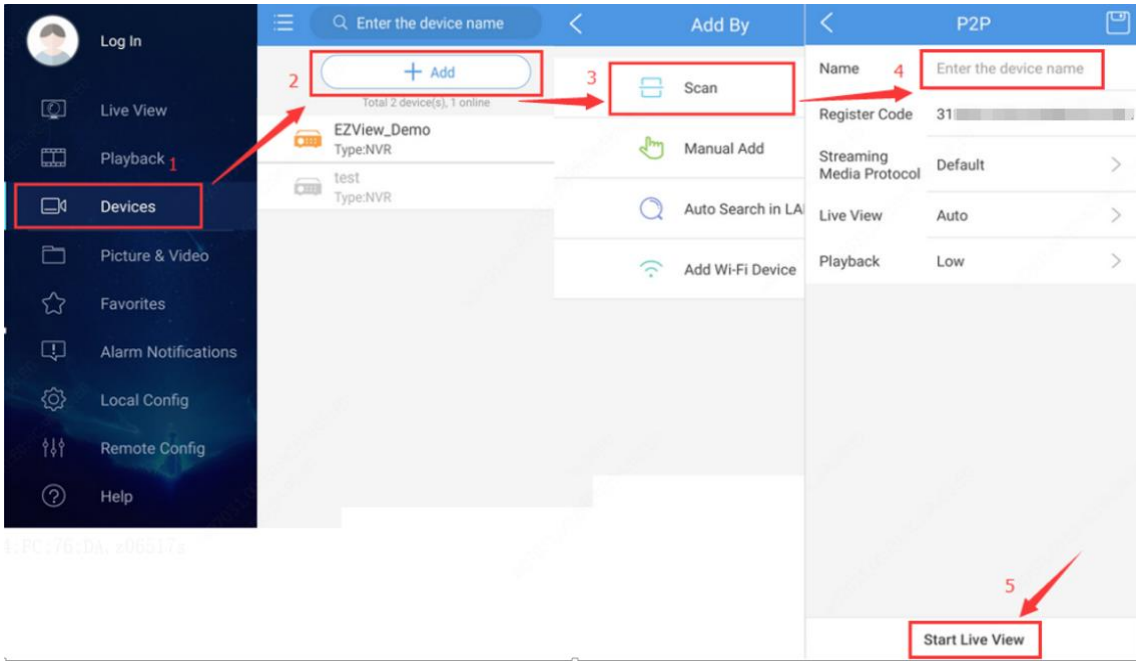 Log In
Live View
Playback
1
Devices
Picture & Video
Favorites
Alarm Notifications
Local Config
Remote Config
Help
Enter the device name
2
+ Add
Total 2 device(s), 1 online
EZView_Demo
Type:NVR
test
Type:NVR
Add By
3
Scan
Manual Add
Auto Search in LA
Add Wi-Fi Device
P2P
Name
4
Enter the device name
Register Code
31
Streaming
Media Protocol
Default
Live View
Auto
Playback
Low
5
Start Live View